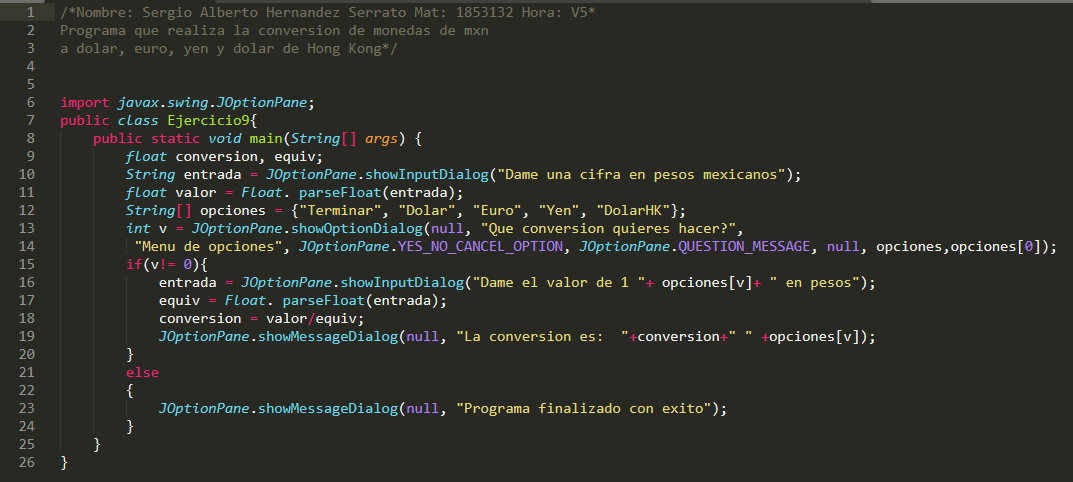 1 /*Nombre: Sergio Alberto Hernandez Serrato Mat: 1853132 Hora: V5*
2 Programa que realiza la conversion de monedas de mxn
3 a dolar, euro, yen y dolar de Hong Kong*/
4
5
6 import javax.swing.JOptionPane;
7 public class Ejercicio9{
8     public static void main(String[] args) {
9         float conversion, equiv;
10         String entrada = JOptionPane.showInputDialog("Dame una cifra en pesos mexicanos");
11         float valor = Float. parseFloat(entrada);
12         String[] opciones = {"Terminar", "Dolar", "Euro", "Yen", "DolarHK"};
13         int v = JOptionPane.showOptionDialog(null, "Que conversion quieres hacer?",
14          "Menu de opciones", JOptionPane.YES_NO_CANCEL_OPTION, JOptionPane.QUESTION_MESSAGE, null, opciones,opciones[0]);
15         if(v!= 0){
16             entrada = JOptionPane.showInputDialog("Dame el valor de 1 "+ opciones[v]+ " en pesos");
17             equiv = Float. parseFloat(entrada);
18             conversion = valor/equiv;
19             JOptionPane.showMessageDialog(null, "La conversion es:  "+conversion+" " +opciones[v]);
20         }
21         else
22         {
23             JOptionPane.showMessageDialog(null, "Programa finalizado con exito");
24         }
25     }
26 }